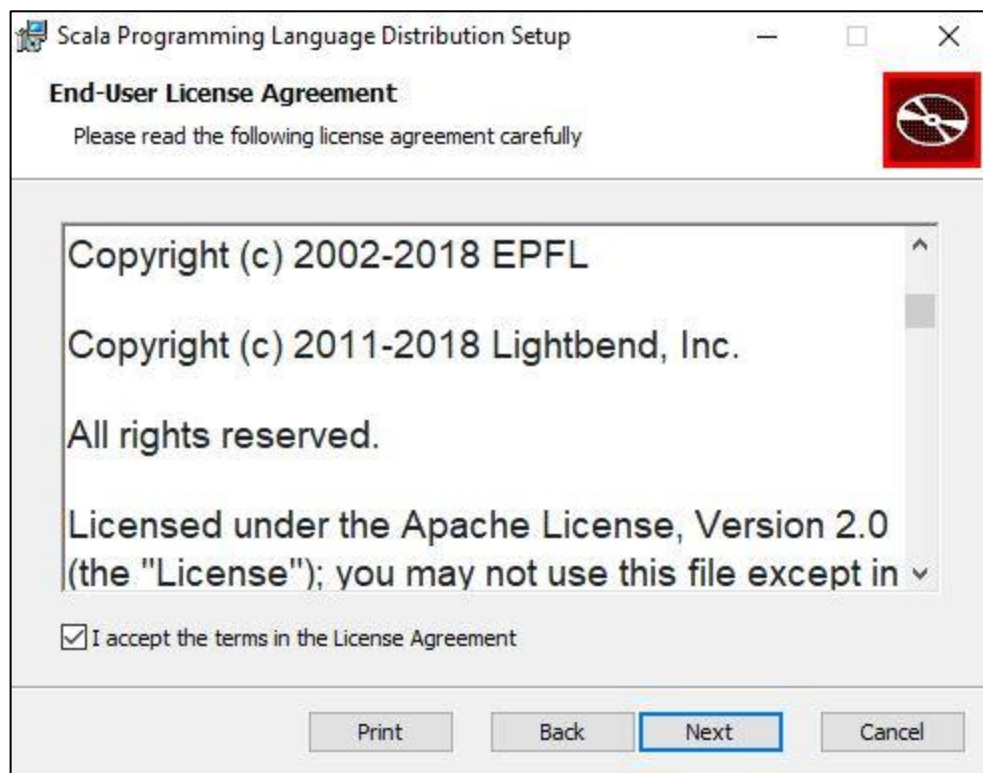 Scala Programming Language Distribution Setup
End-User License Agreement
Please read the following license agreement carefully
Copyright (c) 2002-2018 EPFL
Copyright (c) 2011-2018 Lightbend, Inc.
All rights reserved.
Licensed under the Apache License, Version 2.0
(the "License"); you may not use this file except in
I accept the terms in the License Agreement
Print Back Next Cancel